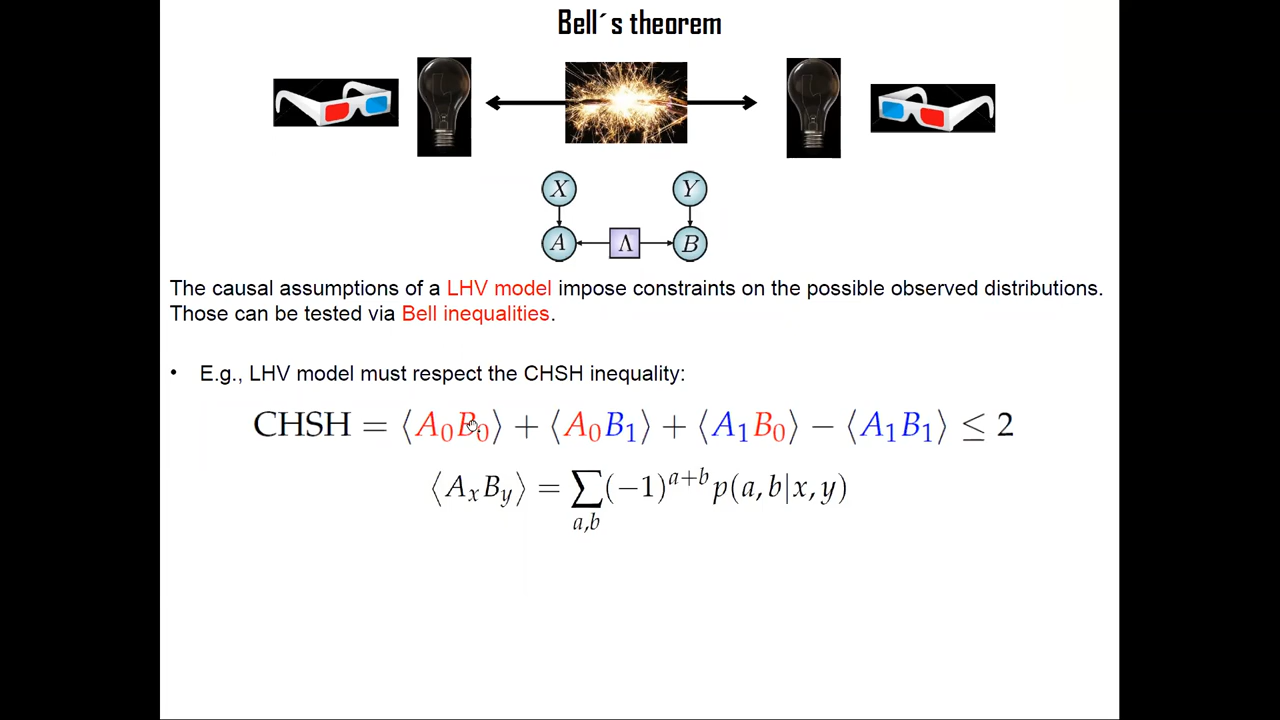 Bell´s theorem
X Y
A Λ B
The causal assumptions of a LHV model impose constraints on the possible observed distributions.
Those can be tested via Bell inequalities.
• E.g., LHV model must respect the CHSH inequality:
CHSH = ⟨A₀B₀⟩ + ⟨A₀B₁⟩ + ⟨A₁B₀⟩ − ⟨A₁B₁⟩ ≤ 2
⟨AₓBᵧ⟩ = ∑_{a,b} (−1)^{a+b} p(a, b|x, y)